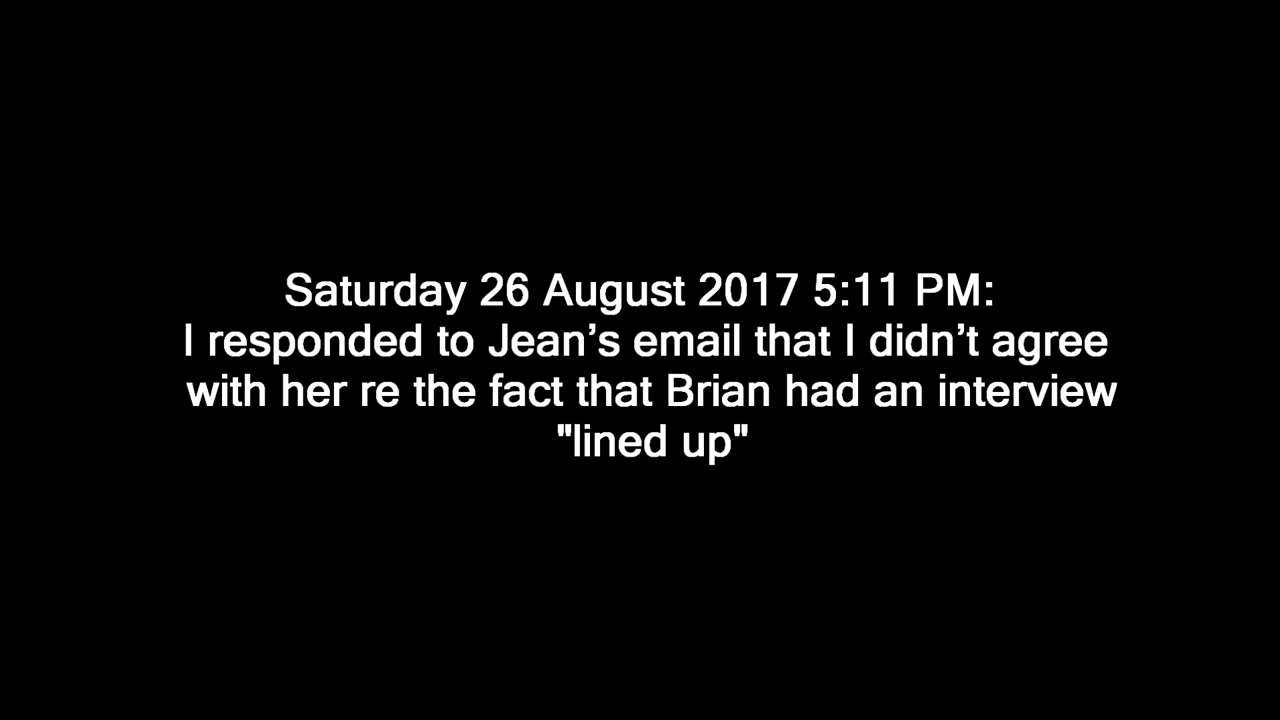 Saturday 26 August 2017 5:11 PM:
I responded to Jean’s email that I didn’t agree
with her re the fact that Brian had an interview
"lined up"